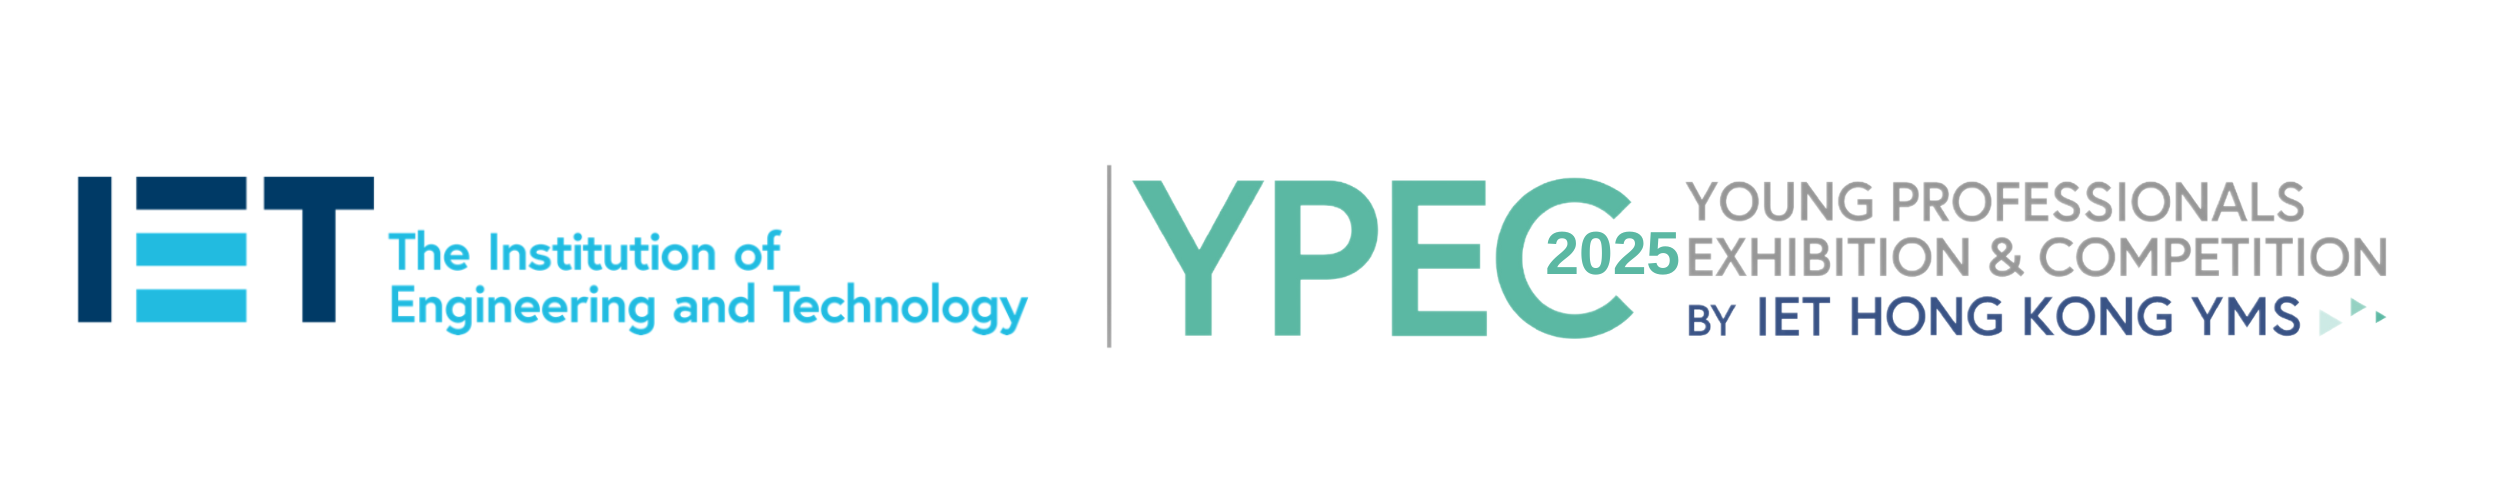 IET
The Institution of
Engineering and Technology
YPEC
2025
YOUNG PROFESSIONALS
EXHIBITION & COMPETITION
BY IET HONG KONG YMS